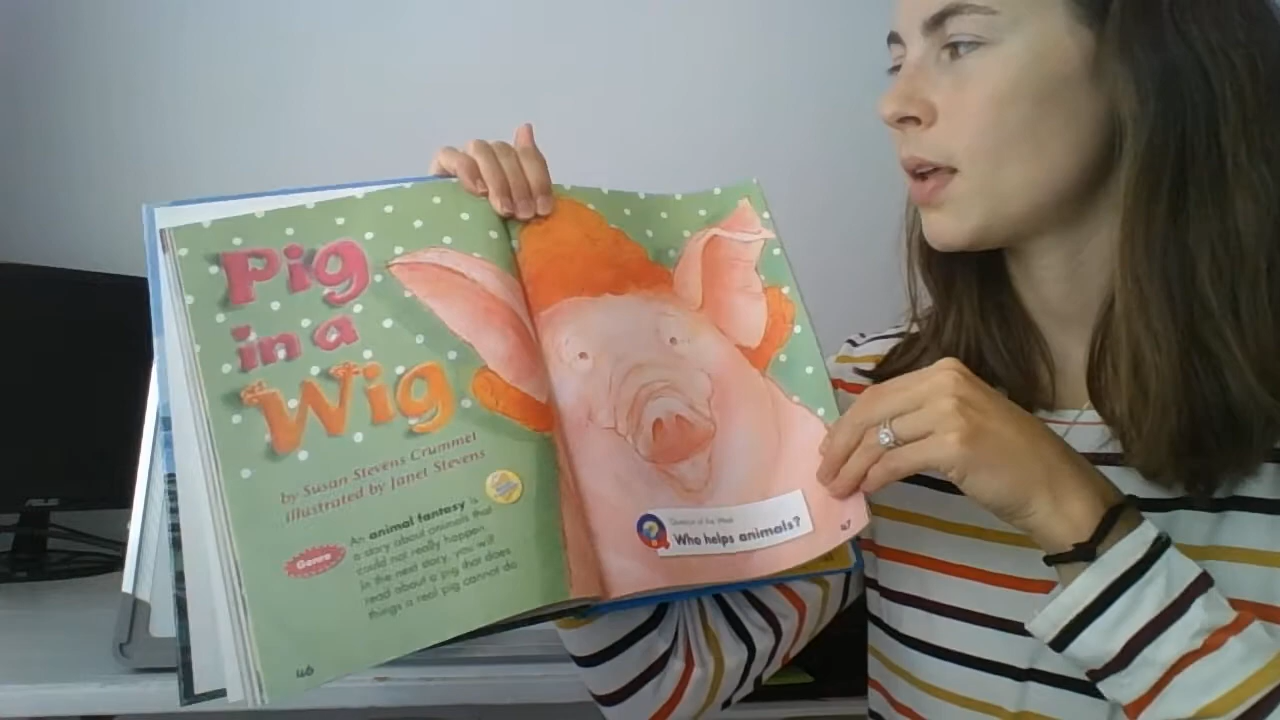 Pig
in a
Wig
by Susan Stevens Crummel
illustrated by Janet Stevens
Genre
An animal fantasy is
a story about animals that
could not really happen.
In the next story, you will
read about a pig that does
things a real pig cannot do.
46
Question of the Week
Who helps animals?
47